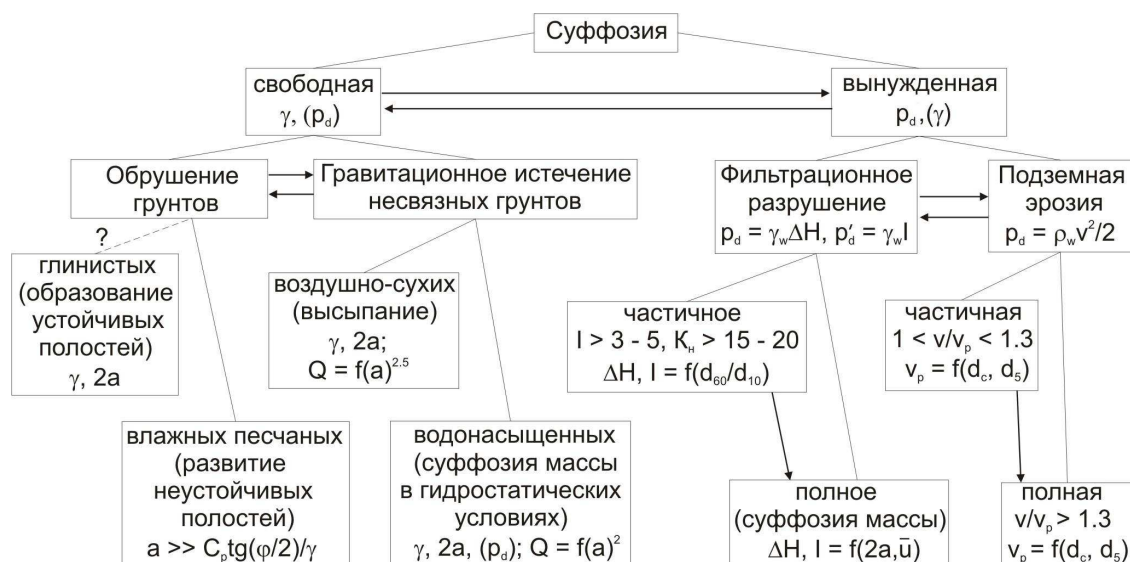 Суффозия
свободная
γ, (p_d)
вынужденная
p_d,(γ)
Обрушение
грунтов
Гравитационное истечение
несвязных грунтов
Фильтрационное
разрушение
p_d = γ_wΔH, p′_d = γ_wI
Подземная
эрозия
p_d = ρ_wv²/2
?
глинистых
(образование
устойчивых
полостей)
γ, 2a
воздушно-сухих
(высыпание)
γ, 2a;
Q = f(a)^2.5
частичное
I > 3 - 5, K_н > 15 - 20
ΔH, I = f(d_60/d_10)
частичная
1 < v/v_p < 1.3
v_p = f(d_c, d_5)
влажных песчаных
(развитие
неустойчивых
полостей)
a >> C_ptg(φ/2)/γ
водонасыщенных
(суффозия массы
в гидростатических
условиях)
γ, 2a, (p_d); Q = f(a)²
полное
(суффозия массы)
ΔH, I = f(2a,ū)
полная
v/v_p > 1.3
v_p = f(d_c, d_5)